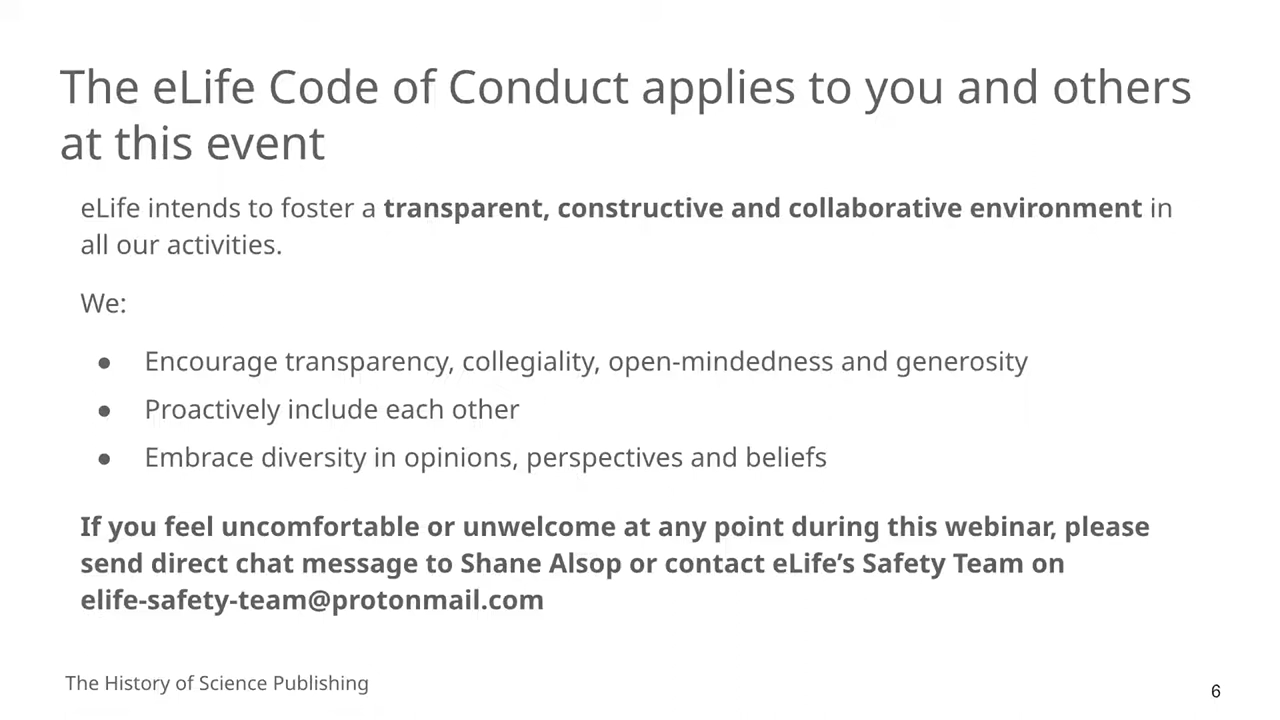 The eLife Code of Conduct applies to you and others
at this event
eLife intends to foster a transparent, constructive and collaborative environment in
all our activities.
We:
● Encourage transparency, collegiality, open-mindedness and generosity
● Proactively include each other
● Embrace diversity in opinions, perspectives and beliefs
If you feel uncomfortable or unwelcome at any point during this webinar, please
send direct chat message to Shane Alsop or contact eLife’s Safety Team on
elife-safety-team@protonmail.com
The History of Science Publishing
6